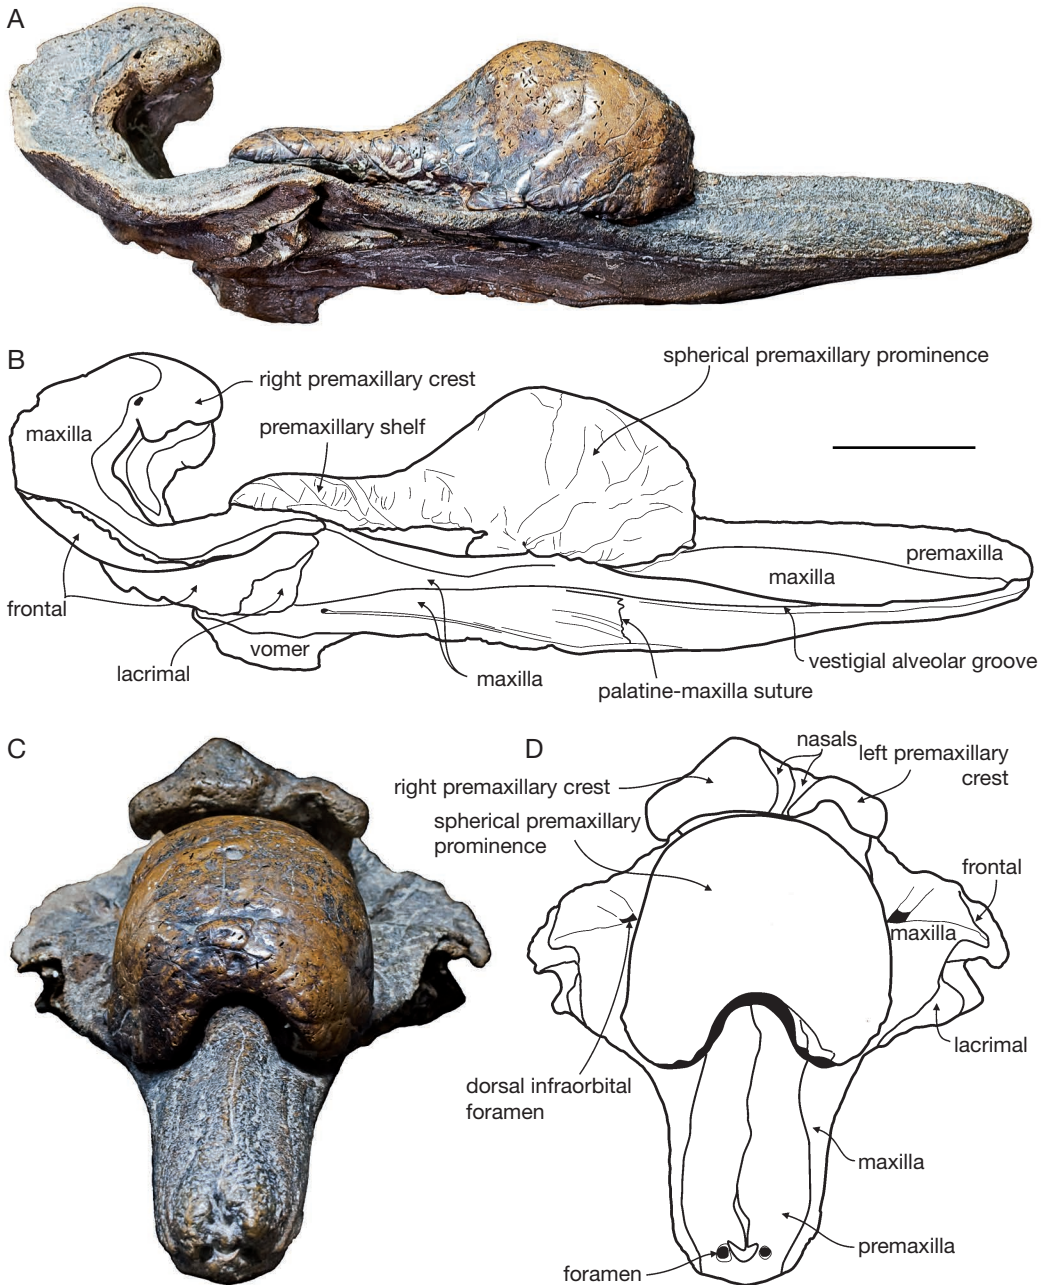 A
B
spherical premaxillary prominence
right premaxillary crest
maxilla
premaxillary shelf
premaxilla
maxilla
frontal
vomer
vestigial alveolar groove
lacrimal
maxilla
palatine-maxilla suture
C
D
nasals
left premaxillary
crest
right premaxillary crest
spherical premaxillary
prominence
frontal
maxilla
lacrimal
dorsal infraorbital
foramen
maxilla
premaxilla
foramen